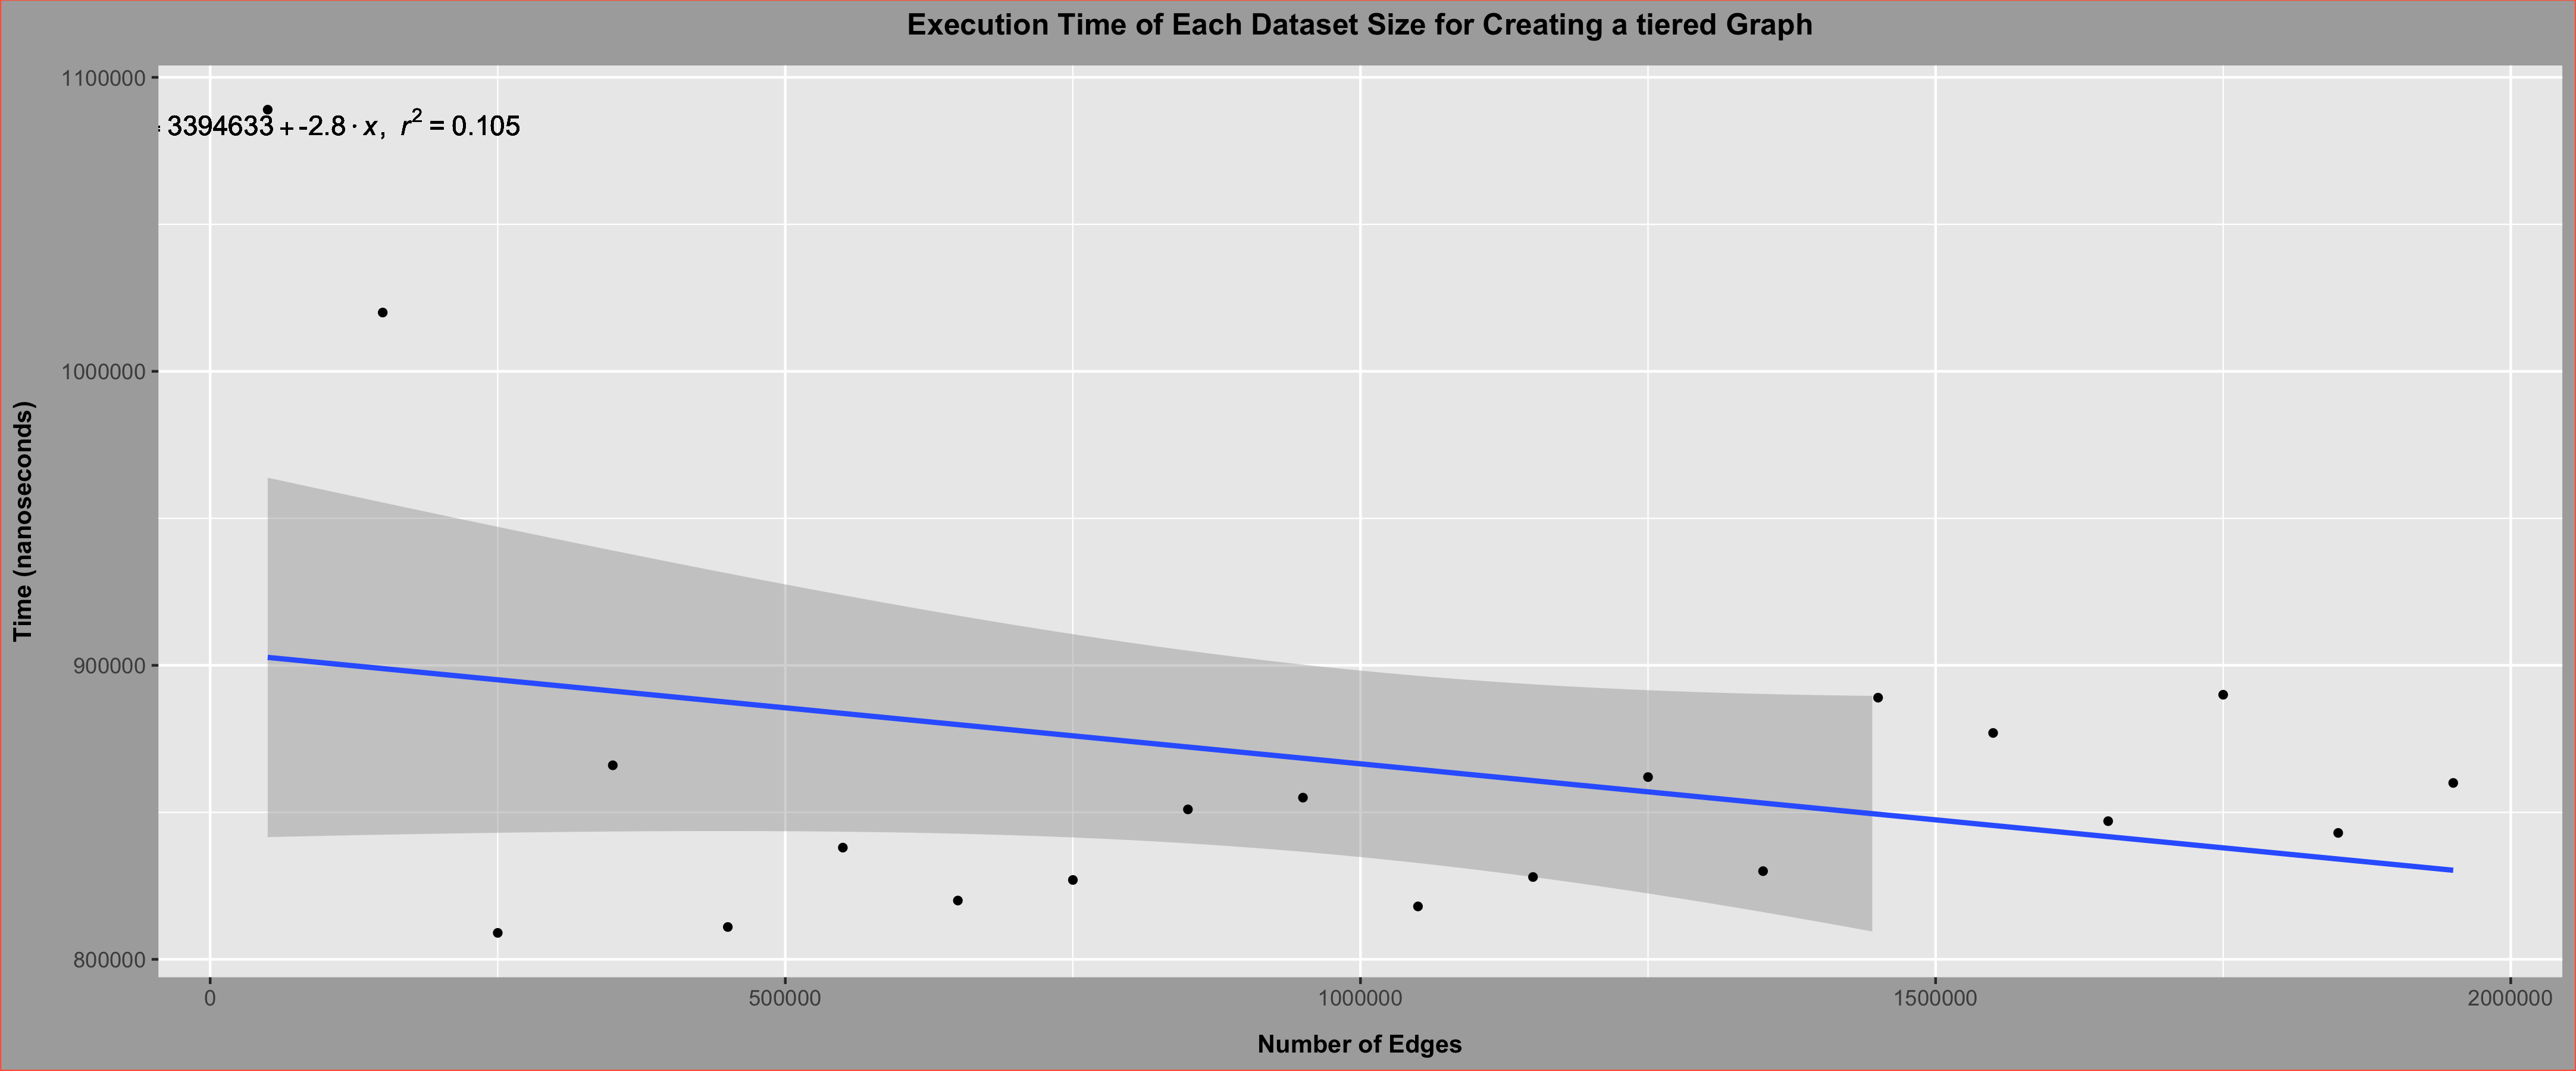 Execution Time of Each Dataset Size for Creating a tiered Graph
1100000
= 3394633 + -2.8 · x, r² = 0.105
1000000
900000
800000
Time (nanoseconds)
0 500000 1000000 1500000 2000000
Number of Edges